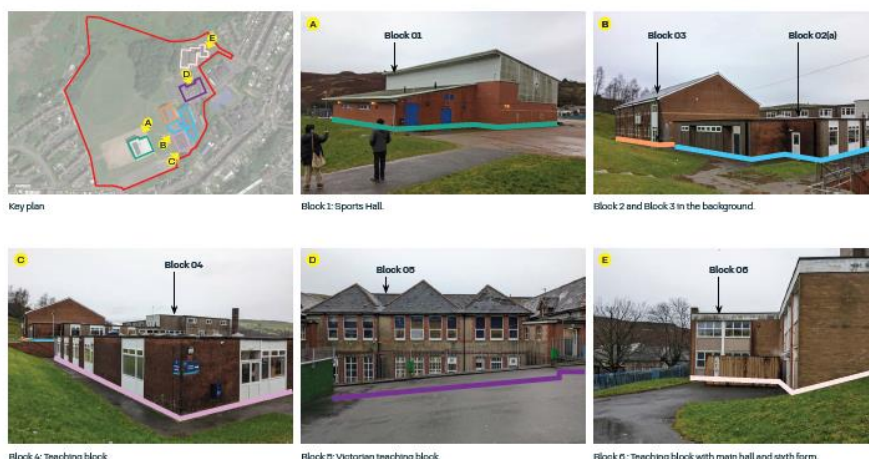 A
B
C
D
E
Key plan
A
Block 01
Block 1: Sports Hall.
B
Block 03
Block 02(a)
Block 2 and Block 3 in the background.
C
Block 04
Block 4: Teaching block.
D
Block 05
Block 5: Victorian teaching block.
E
Block 06
Block 6: Teaching block with main hall and sixth form.